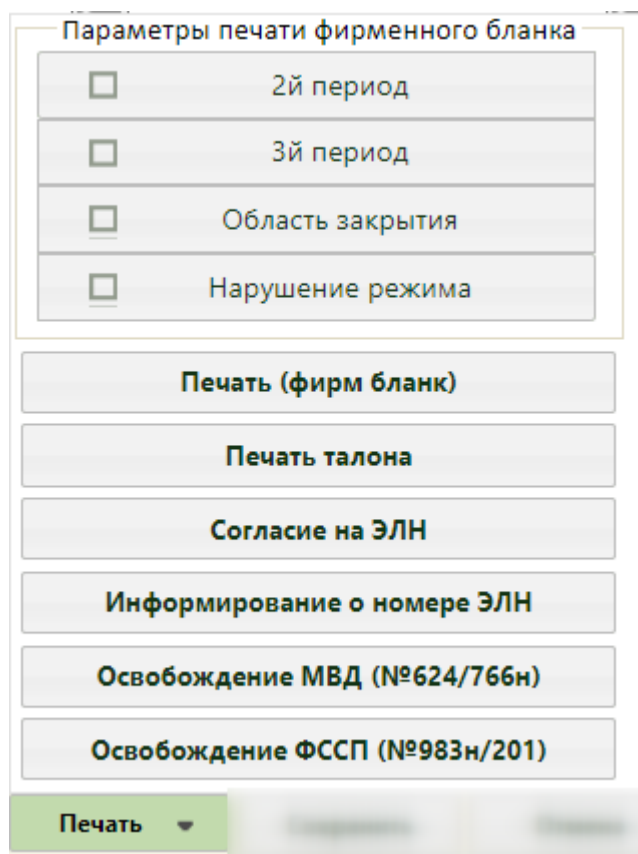 Параметры печати фирменного бланка
2й период
3й период
Область закрытия
Нарушение режима
Печать (фирм бланк)
Печать талона
Согласие на ЭЛН
Информирование о номере ЭЛН
Освобождение МВД (№624/766н)
Освобождение ФССП (№983н/201)
Печать